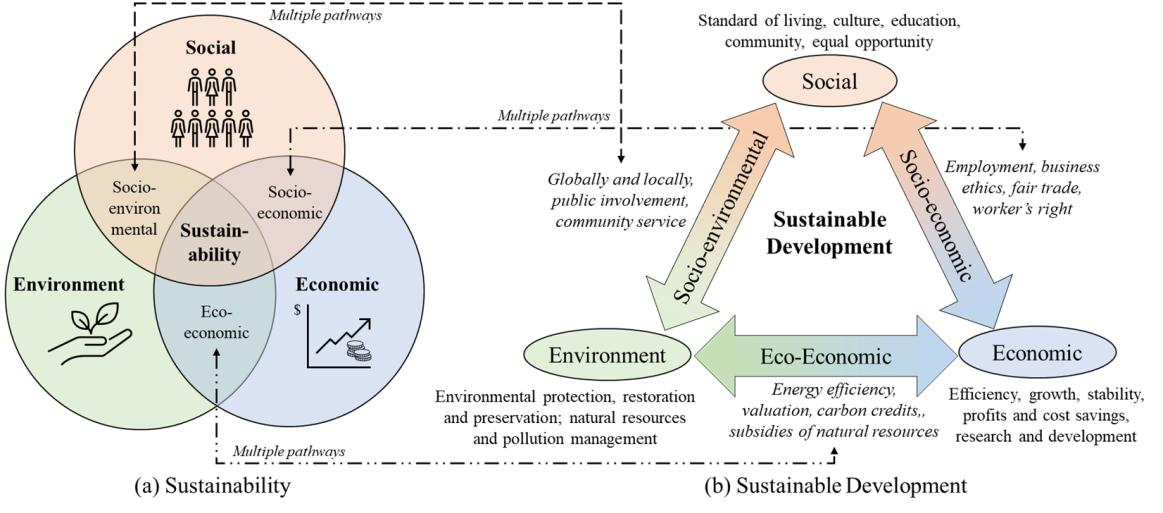 Multiple pathways
Social
Socio-
environ
mental
Socio-
economic
Sustain-
ability
Environment
Economic
$
Eco-
economic
Multiple pathways
(a) Sustainability
Standard of living, culture, education,
community, equal opportunity
Social
Multiple pathways
Globally and locally,
public involvement,
community service
Socio-environmental
Sustainable
Development
Socio-economic
Employment, business
ethics, fair trade,
worker’s right
Environment
Eco-Economic
Economic
Environmental protection, restoration
and preservation; natural resources
and pollution management
Energy efficiency,
valuation, carbon credits,,
subsidies of natural resources
Efficiency, growth, stability,
profits and cost savings,
research and development
(b) Sustainable Development